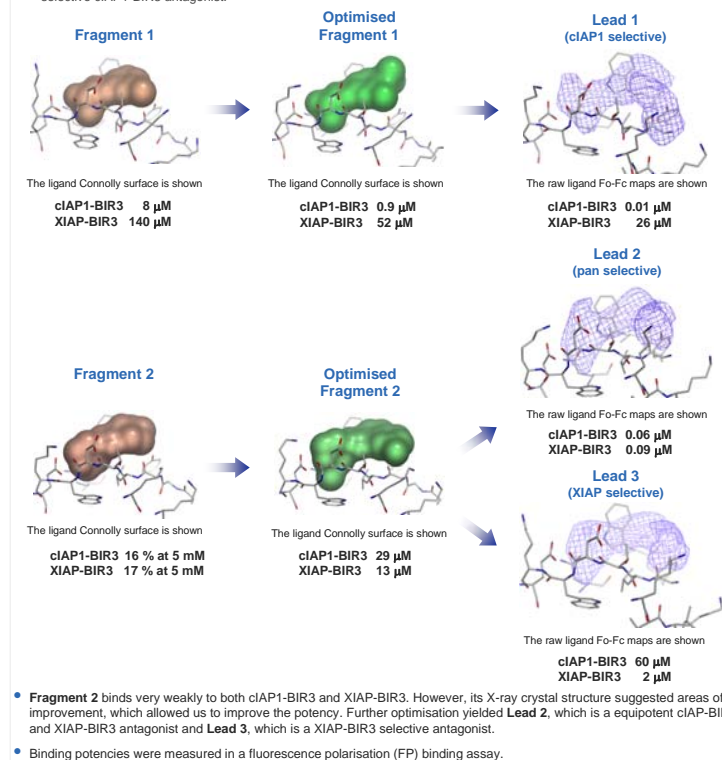 selective cIAP1-BIR3 antagonist.
Fragment 1
Optimised
Fragment 1
Lead 1
(cIAP1 selective)
The ligand Connolly surface is shown
cIAP1-BIR3 8 µM
XIAP-BIR3 140 µM
The ligand Connolly surface is shown
cIAP1-BIR3 0.9 µM
XIAP-BIR3 52 µM
The raw ligand Fo-Fc maps are shown
cIAP1-BIR3 0.01 µM
XIAP-BIR3 26 µM
Lead 2
(pan selective)
The raw ligand Fo-Fc maps are shown
cIAP1-BIR3 0.06 µM
XIAP-BIR3 0.09 µM
Fragment 2
Optimised
Fragment 2
The ligand Connolly surface is shown
cIAP1-BIR3 16 % at 5 mM
XIAP-BIR3 17 % at 5 mM
The ligand Connolly surface is shown
cIAP1-BIR3 29 µM
XIAP-BIR3 13 µM
Lead 3
(XIAP selective)
The raw ligand Fo-Fc maps are shown
cIAP1-BIR3 60 µM
XIAP-BIR3 2 µM
• Fragment 2 binds very weakly to both cIAP1-BIR3 and XIAP-BIR3. However, its X-ray crystal structure suggested areas of
improvement, which allowed us to improve the potency. Further optimisation yielded Lead 2, which is a equipotent
and XIAP-BIR3 antagonist and Lead 3, which is a XIAP-BIR3 selective antagonist.
• Binding potencies were measured in a fluorescence polarisation (FP) binding assay.